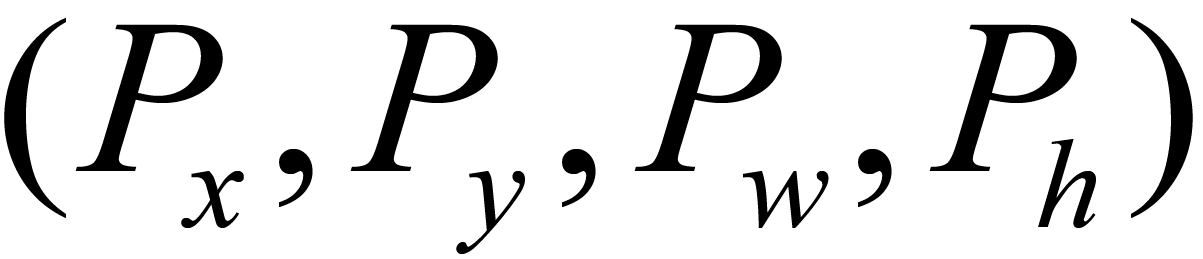 (P_x, P_y, P_w, P_h)